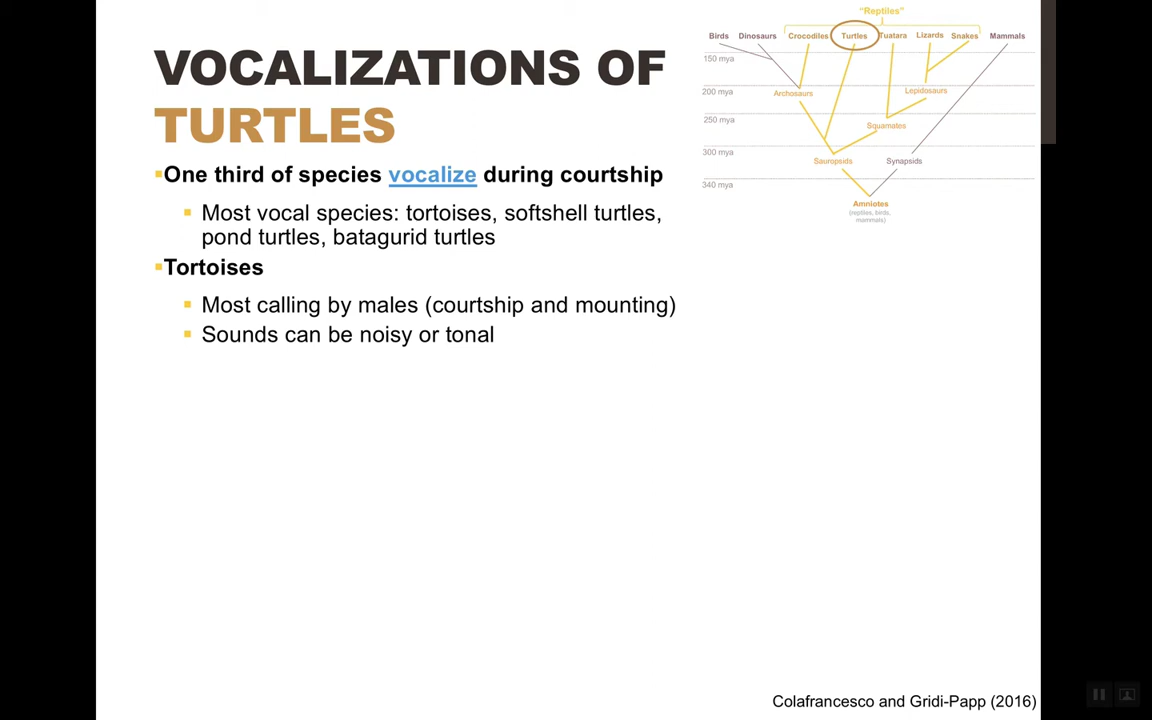 VOCALIZATIONS OF
TURTLES
▪One third of species vocalize during courtship
▪ Most vocal species: tortoises, softshell turtles,
pond turtles, batagurid turtles
▪Tortoises
▪ Most calling by males (courtship and mounting)
▪ Sounds can be noisy or tonal
"Reptiles"
Birds Dinosaurs Crocodiles Turtles Tuatara Lizards Snakes Mammals
150 mya
200 mya Archosaurs Lepidosaurs
250 mya
Squamates
300 mya
Sauropsids Synapsids
340 mya
Amniotes
(reptiles, birds,
mammals)
Colafrancesco and Gridi-Papp (2016)